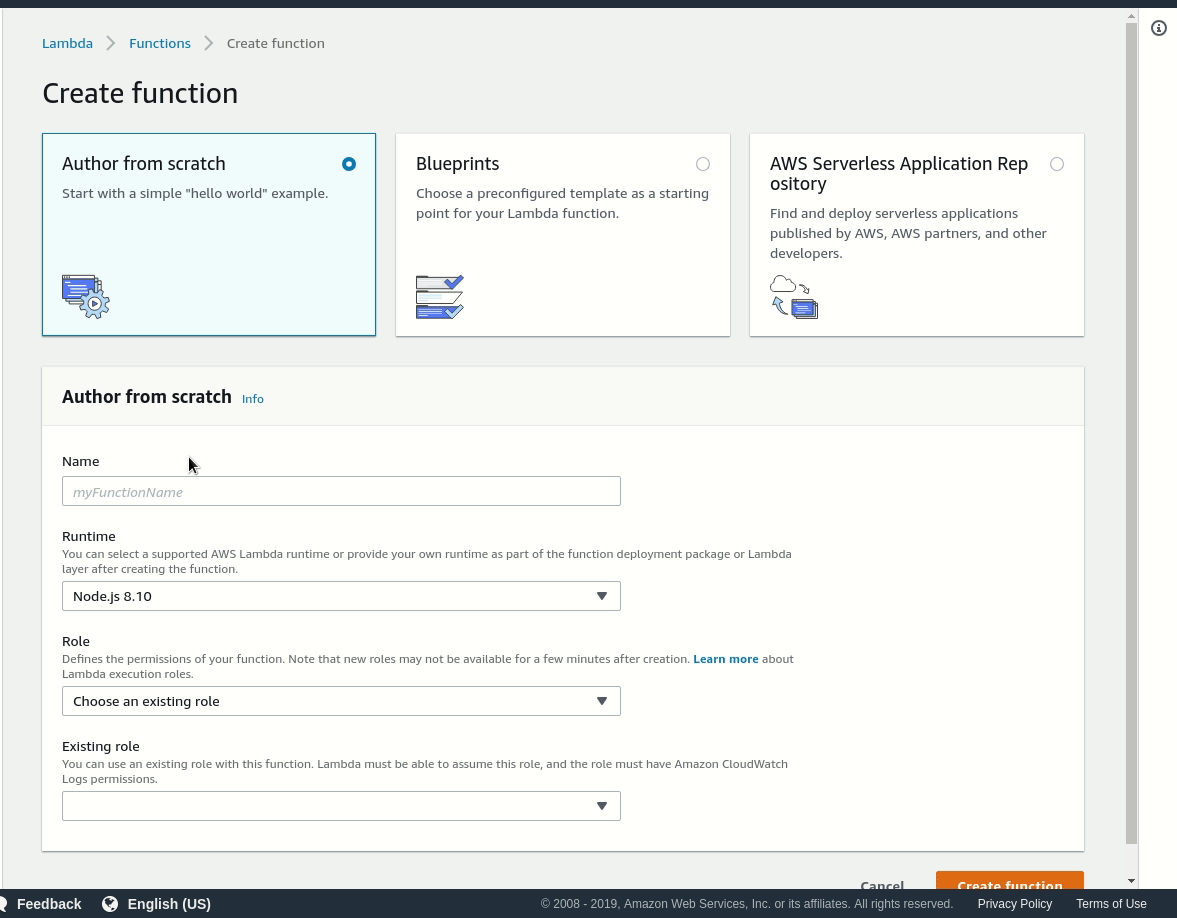 Lambda Functions Create function
Create function
Author from scratch
Start with a simple "hello world" example.
Blueprints
Choose a preconfigured template as a starting
point for your Lambda function.
AWS Serverless Application Rep
ository
Find and deploy serverless applications
published by AWS, AWS partners, and other
developers.
Author from scratch Info
Name
myFunctionName
Runtime
You can select a supported AWS Lambda runtime or provide your own runtime as part of the function deployment package or Lambda
layer after creating the function.
Node.js 8.10
Role
Defines the permissions of your function. Note that new roles may not be available for a few minutes after creation. Learn more about
Lambda execution roles.
Choose an existing role
Existing role
You can use an existing role with this function. Lambda must be able to assume this role, and the role must have Amazon CloudWatch
Logs permissions.
Cancel Create function
Feedback English (US) © 2008 - 2019, Amazon Web Services, Inc. or its affiliates. All rights reserved. Privacy Policy Terms of Use